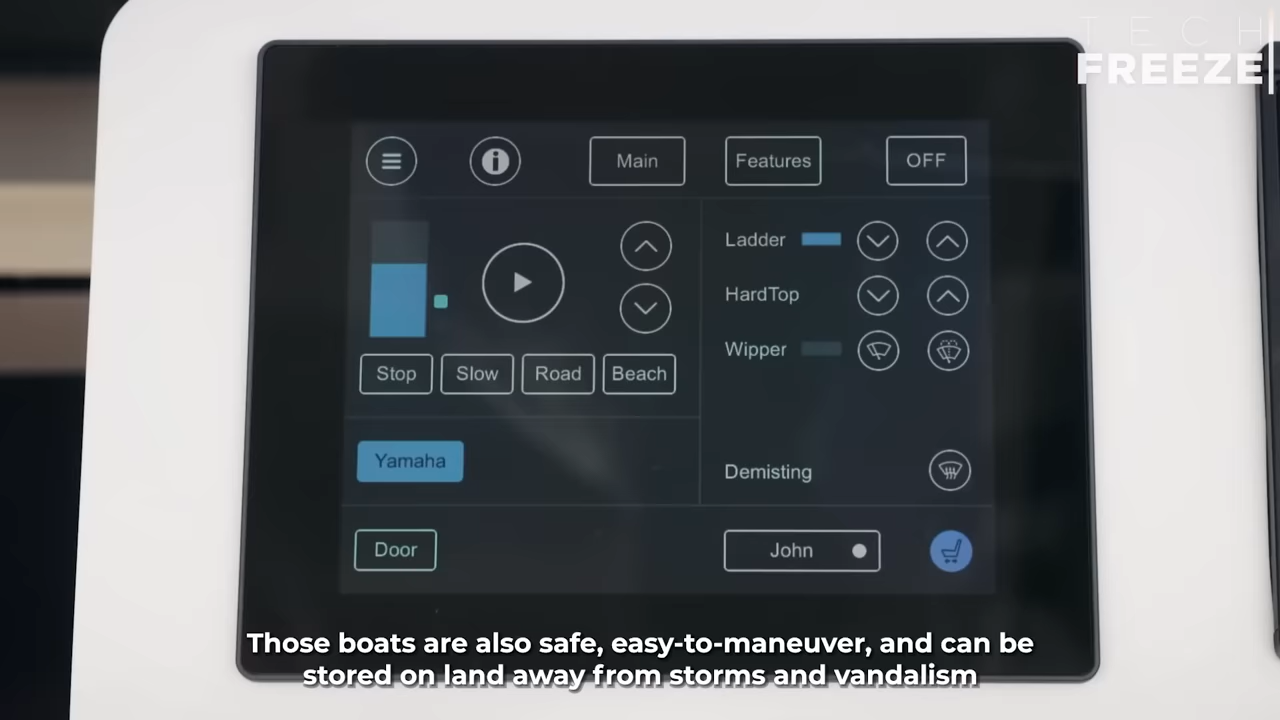 TECH
FREEZE
Main
Features
OFF
Ladder
HardTop
Wipper
Stop
Slow
Road
Beach
Yamaha
Demisting
Door
John
Those boats are also safe, easy-to-maneuver, and can be
stored on land away from storms and vandalism